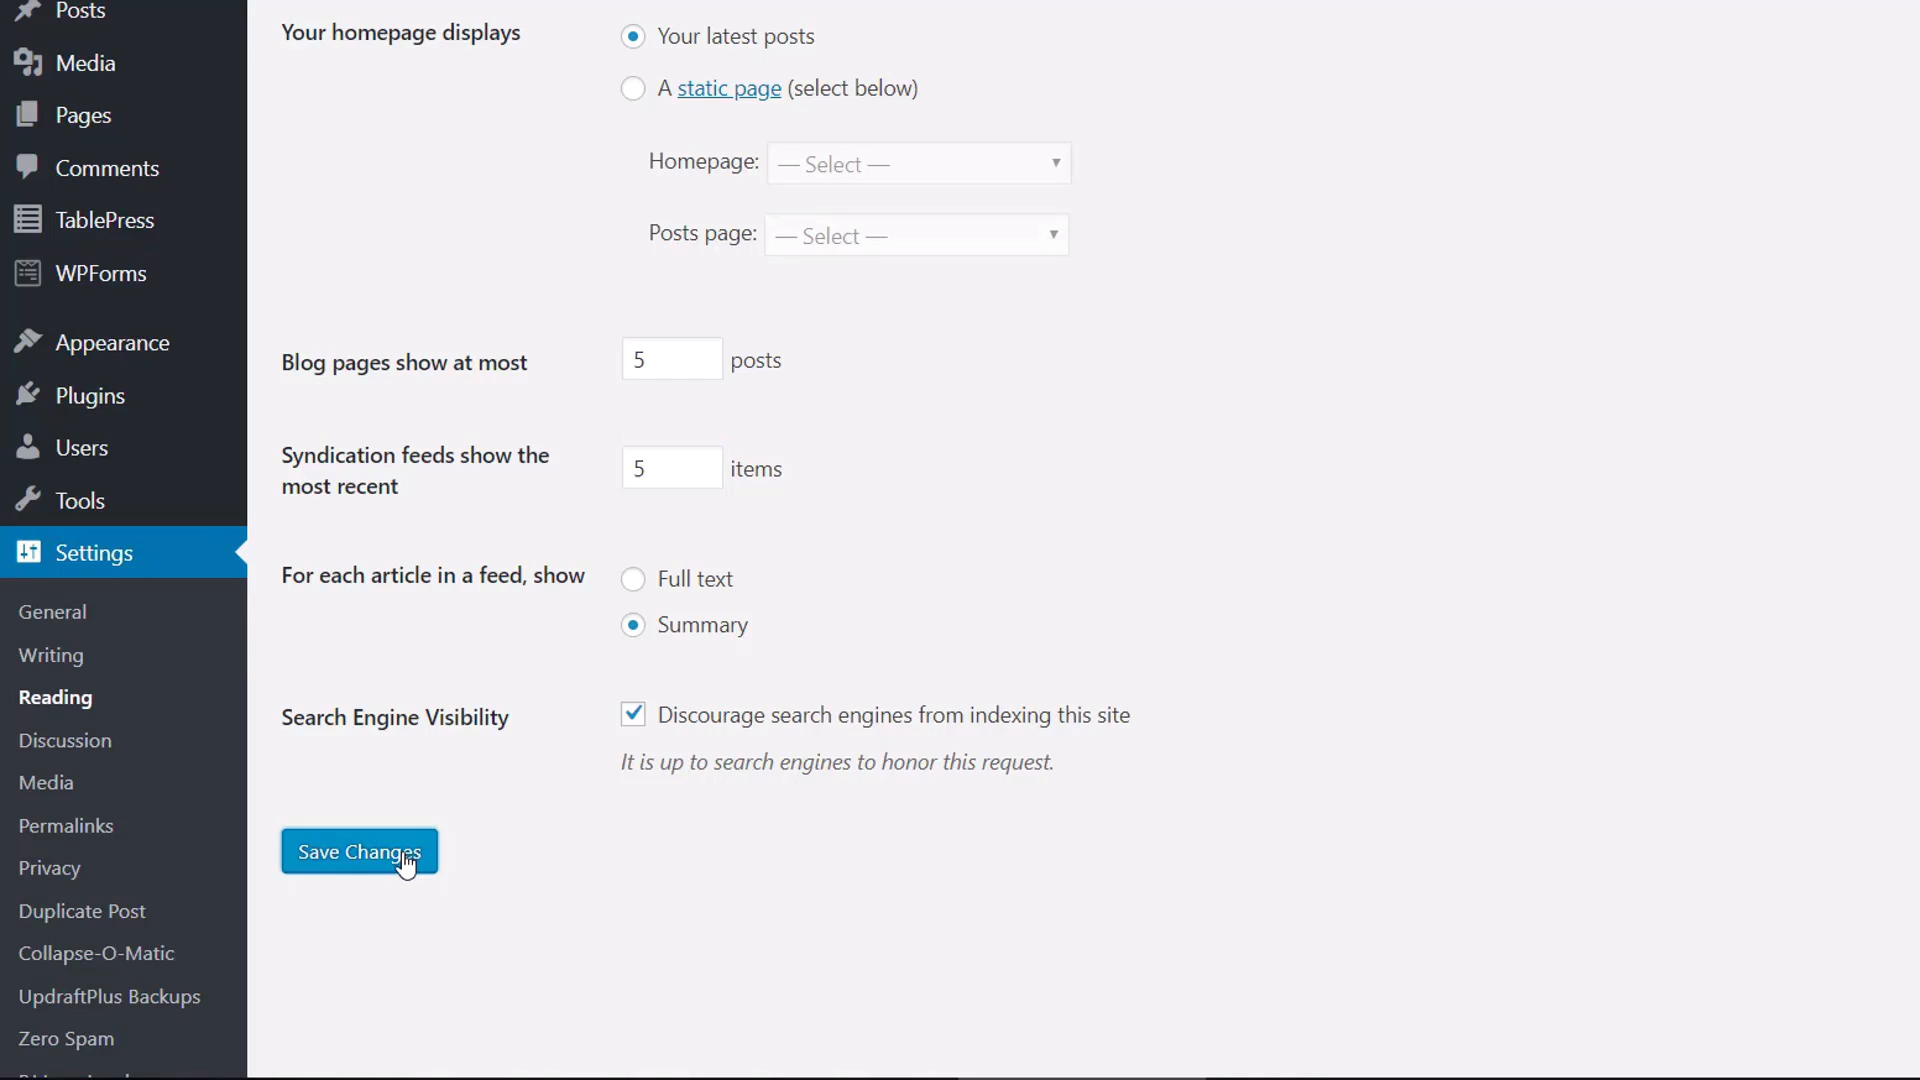 Posts
Media
Pages
Comments
TablePress
WPForms
Appearance
Plugins
Users
Tools
Settings
General
Writing
Reading
Discussion
Media
Permalinks
Privacy
Duplicate Post
Collapse-O-Matic
UpdraftPlus Backups
Zero Spam
Your homepage displays
Your latest posts
A static page (select below)
Homepage: — Select —
Posts page: — Select —
Blog pages show at most 5 posts
Syndication feeds show the
most recent
5 items
For each article in a feed, show
Full text
Summary
Search Engine Visibility
Discourage search engines from indexing this site
It is up to search engines to honor this request.
Save Changes